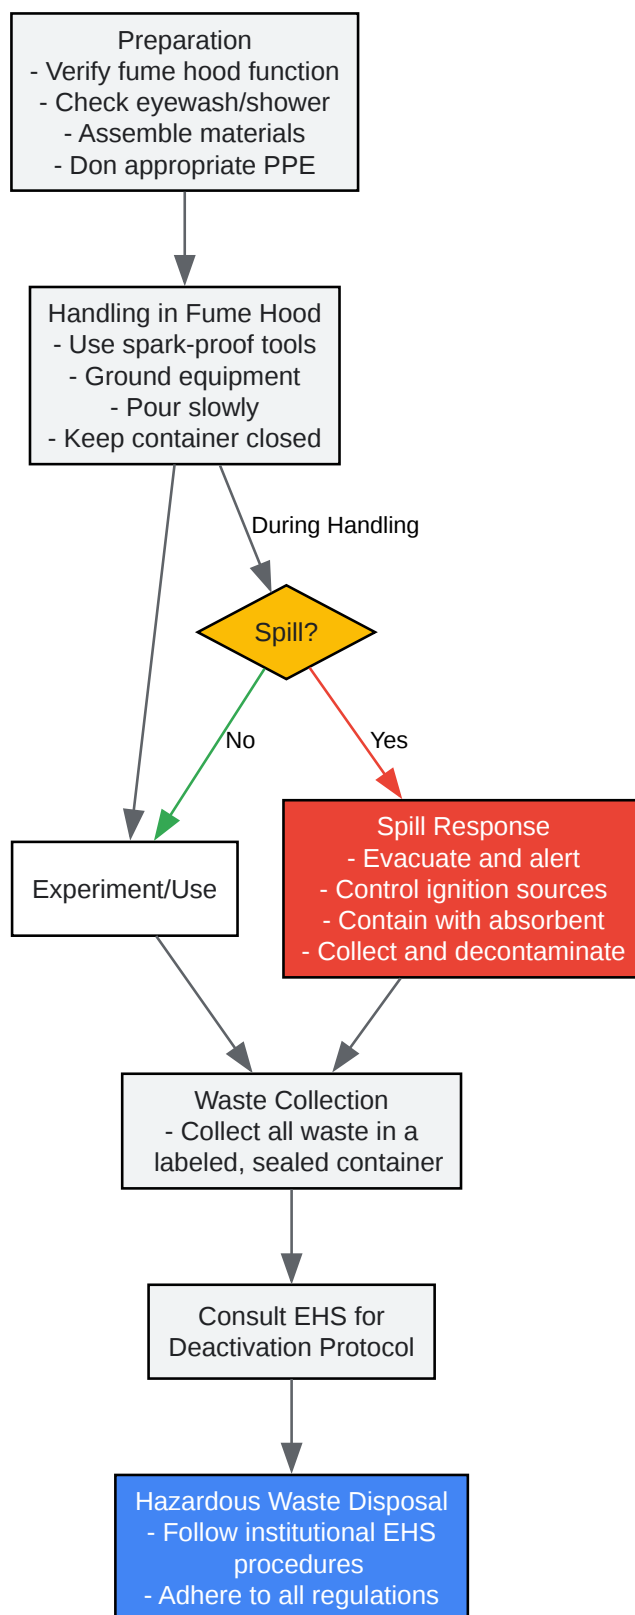 Preparation
- Verify fume hood function
- Check eyewash/shower
- Assemble materials
- Don appropriate PPE
Handling in Fume Hood
- Use spark-proof tools
- Ground equipment
- Pour slowly
- Keep container closed
During Handling
Spill?
No
Yes
Spill Response
- Evacuate and alert
- Control ignition sources
- Contain with absorbent
- Collect and decontaminate
Experiment/Use
Waste Collection
- Collect all waste in a
labeled, sealed container
Consult EHS for
Deactivation Protocol
Hazardous Waste Disposal
- Follow institutional EHS
procedures
- Adhere to all regulations